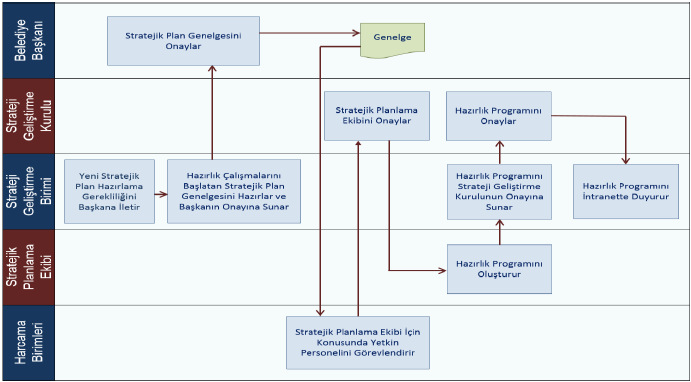 Belediye
Başkanı
Stratejik Plan Genelgesini
Onaylar
Genelge
Strateji
Geliştirme
Kurulu
Stratejik Planlama
Ekibini Onaylar
Hazırlık Programını
Onaylar
Strateji
Geliştirme
Birimi
Yeni Stratejik
Plan Hazırlama
Gerekliliğini
Başkana İletir
Hazırlık Çalışmalarını
Başlatan Stratejik Plan
Genelgesini Hazırlar ve
Başkanın Onayına Sunar
Hazırlık Programını
Strateji Geliştirme
Kurulunun Onayına
Sunar
Hazırlık Programını
İntranette Duyurur
Stratejik
Planlama
Ekibi
Hazırlık Programını
Oluşturur
Harcama
Birimleri
Stratejik Planlama Ekibi İçin
Konusunda Yetkin
Personelini Görevlendirir